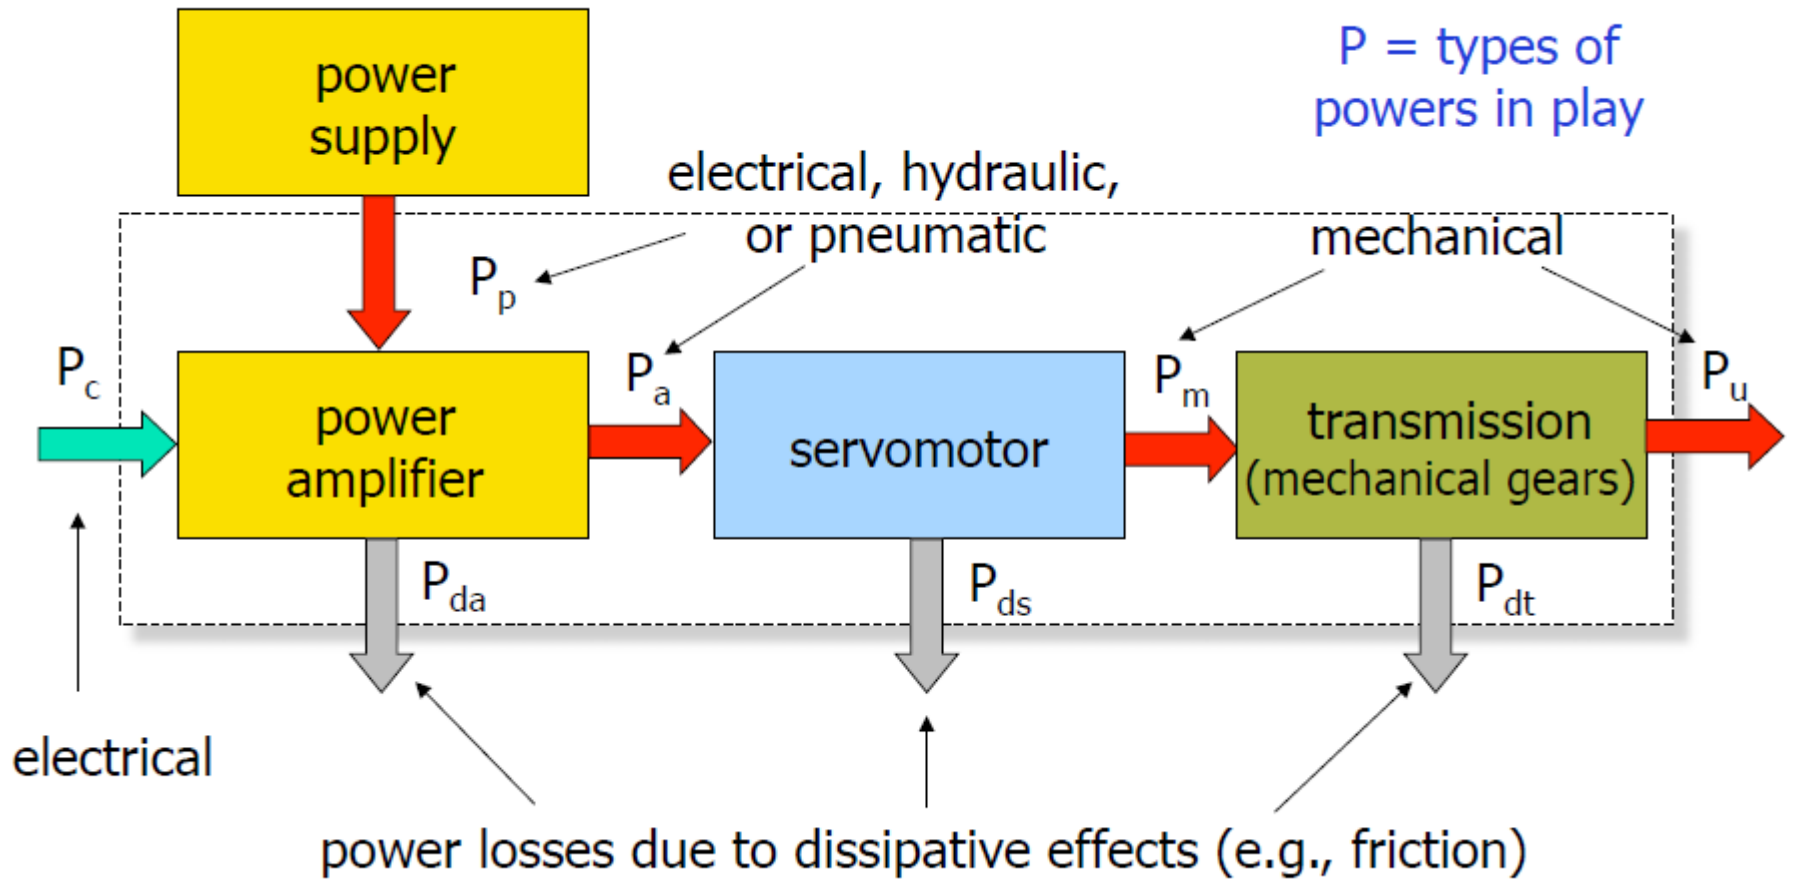 power
supply
P = types of
powers in play
electrical, hydraulic,
or pneumatic
mechanical
Pp
Pc
power
amplifier
Pa
servomotor
Pm
transmission
(mechanical gears)
Pu
Pda
Pds
Pdt
electrical
power losses due to dissipative effects (e.g., friction)